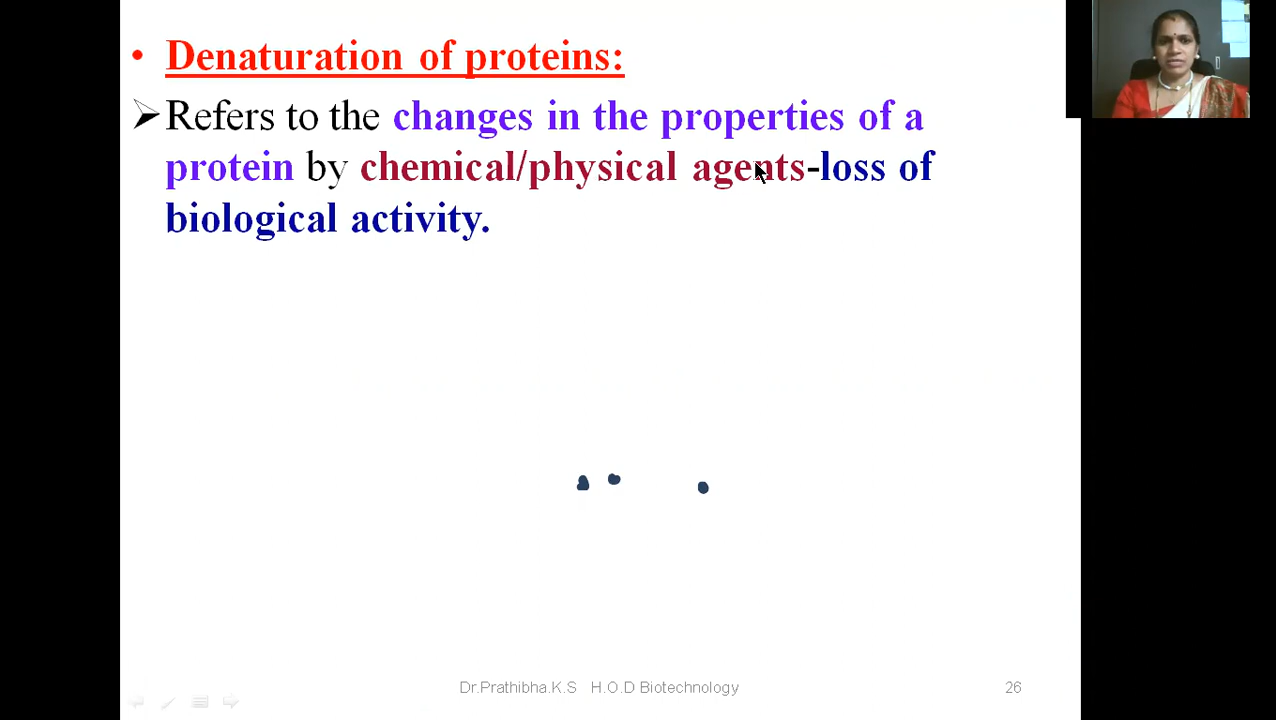 • Denaturation of proteins:
➢Refers to the changes in the properties of a
protein by chemical/physical agents-loss of
biological activity.
Dr.Prathibha.K.S H.O.D Biotechnology 26